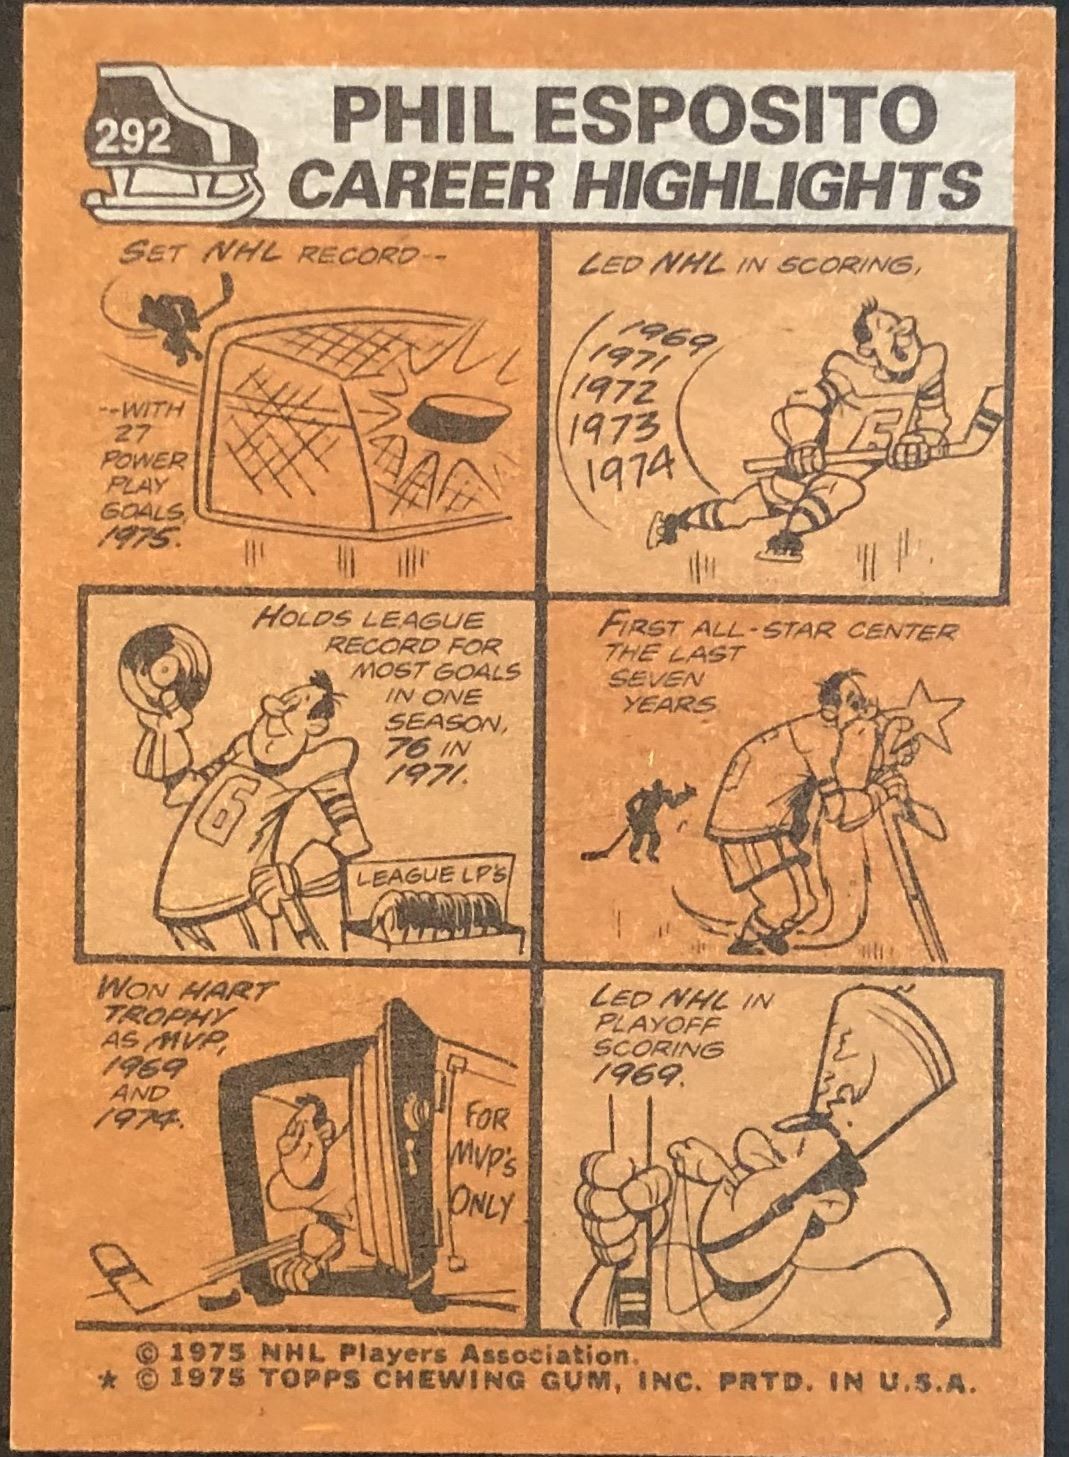 292
PHIL ESPOSITO
CAREER HIGHLIGHTS
SET NHL RECORD--
--WITH
27
POWER
PLAY
GOALS,
1975.
LED NHL IN SCORING,
1969
1971
1972
1973
1974
HOLDS LEAGUE
RECORD FOR
MOST GOALS
IN ONE
SEASON,
76 IN
1971.
6
LEAGUE LP'S
FIRST ALL-STAR CENTER
THE LAST
SEVEN
YEARS
WON HART
TROPHY
AS MVP,
1969
AND
1974.
FOR
MVP'S
ONLY
LED NHL IN
PLAYOFF
SCORING
1969.
© 1975 NHL Players Association.
* © 1975 TOPPS CHEWING GUM, INC. PRTD. IN U.S.A.